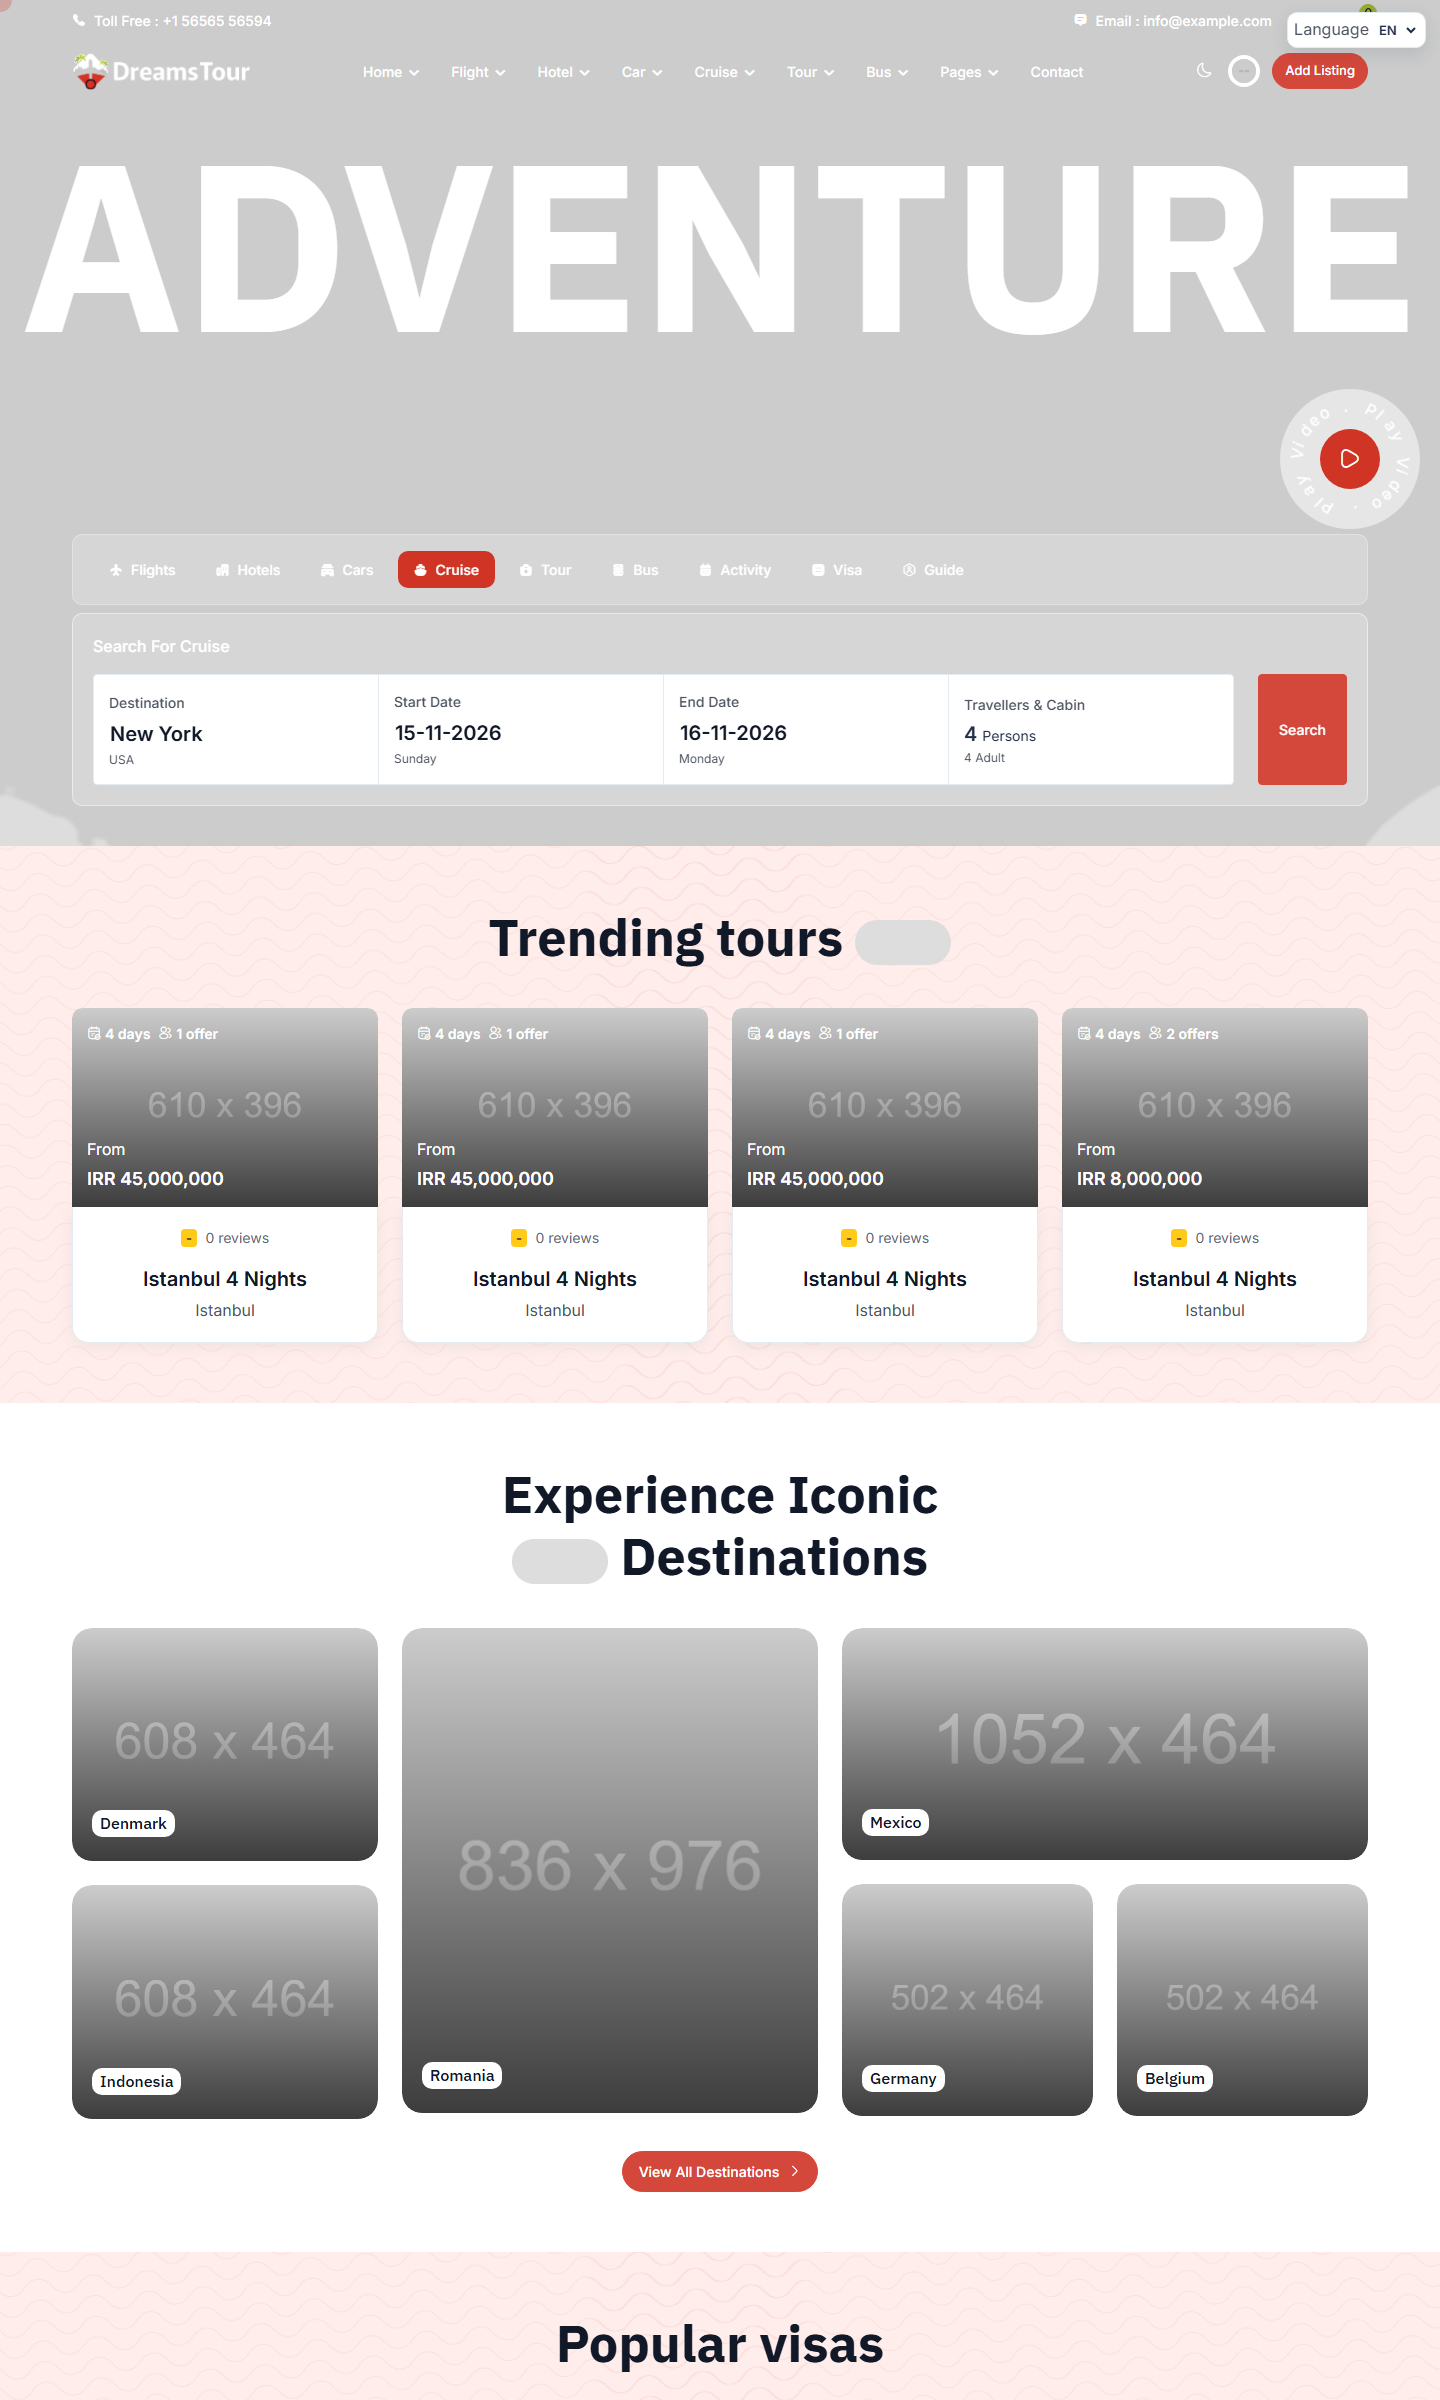 Toll Free : +1 56565 56594
Email : info@example.com
Language EN
DreamsTour
Home
Flight
Hotel
Car
Cruise
Tour
Bus
Pages
Contact
Add Listing
ADVENTURE
Play Video · Play Video ·
Flights
Hotels
Cars
Cruise
Tour
Bus
Activity
Visa
Guide
Search For Cruise
Destination
New York
USA
Start Date
15-11-2026
Sunday
End Date
16-11-2026
Monday
Travellers & Cabin
4 Persons
4 Adult
Search
Trending tours
4 days 1 offer
610 x 396
From
IRR 45,000,000
- 0 reviews
Istanbul 4 Nights
Istanbul
4 days 1 offer
610 x 396
From
IRR 45,000,000
- 0 reviews
Istanbul 4 Nights
Istanbul
4 days 1 offer
610 x 396
From
IRR 45,000,000
- 0 reviews
Istanbul 4 Nights
Istanbul
4 days 2 offers
610 x 396
From
IRR 8,000,000
- 0 reviews
Istanbul 4 Nights
Istanbul
Experience Iconic
Destinations
608 x 464
Denmark
608 x 464
Indonesia
836 x 976
Romania
1052 x 464
Mexico
502 x 464
Germany
502 x 464
Belgium
View All Destinations
Popular visas